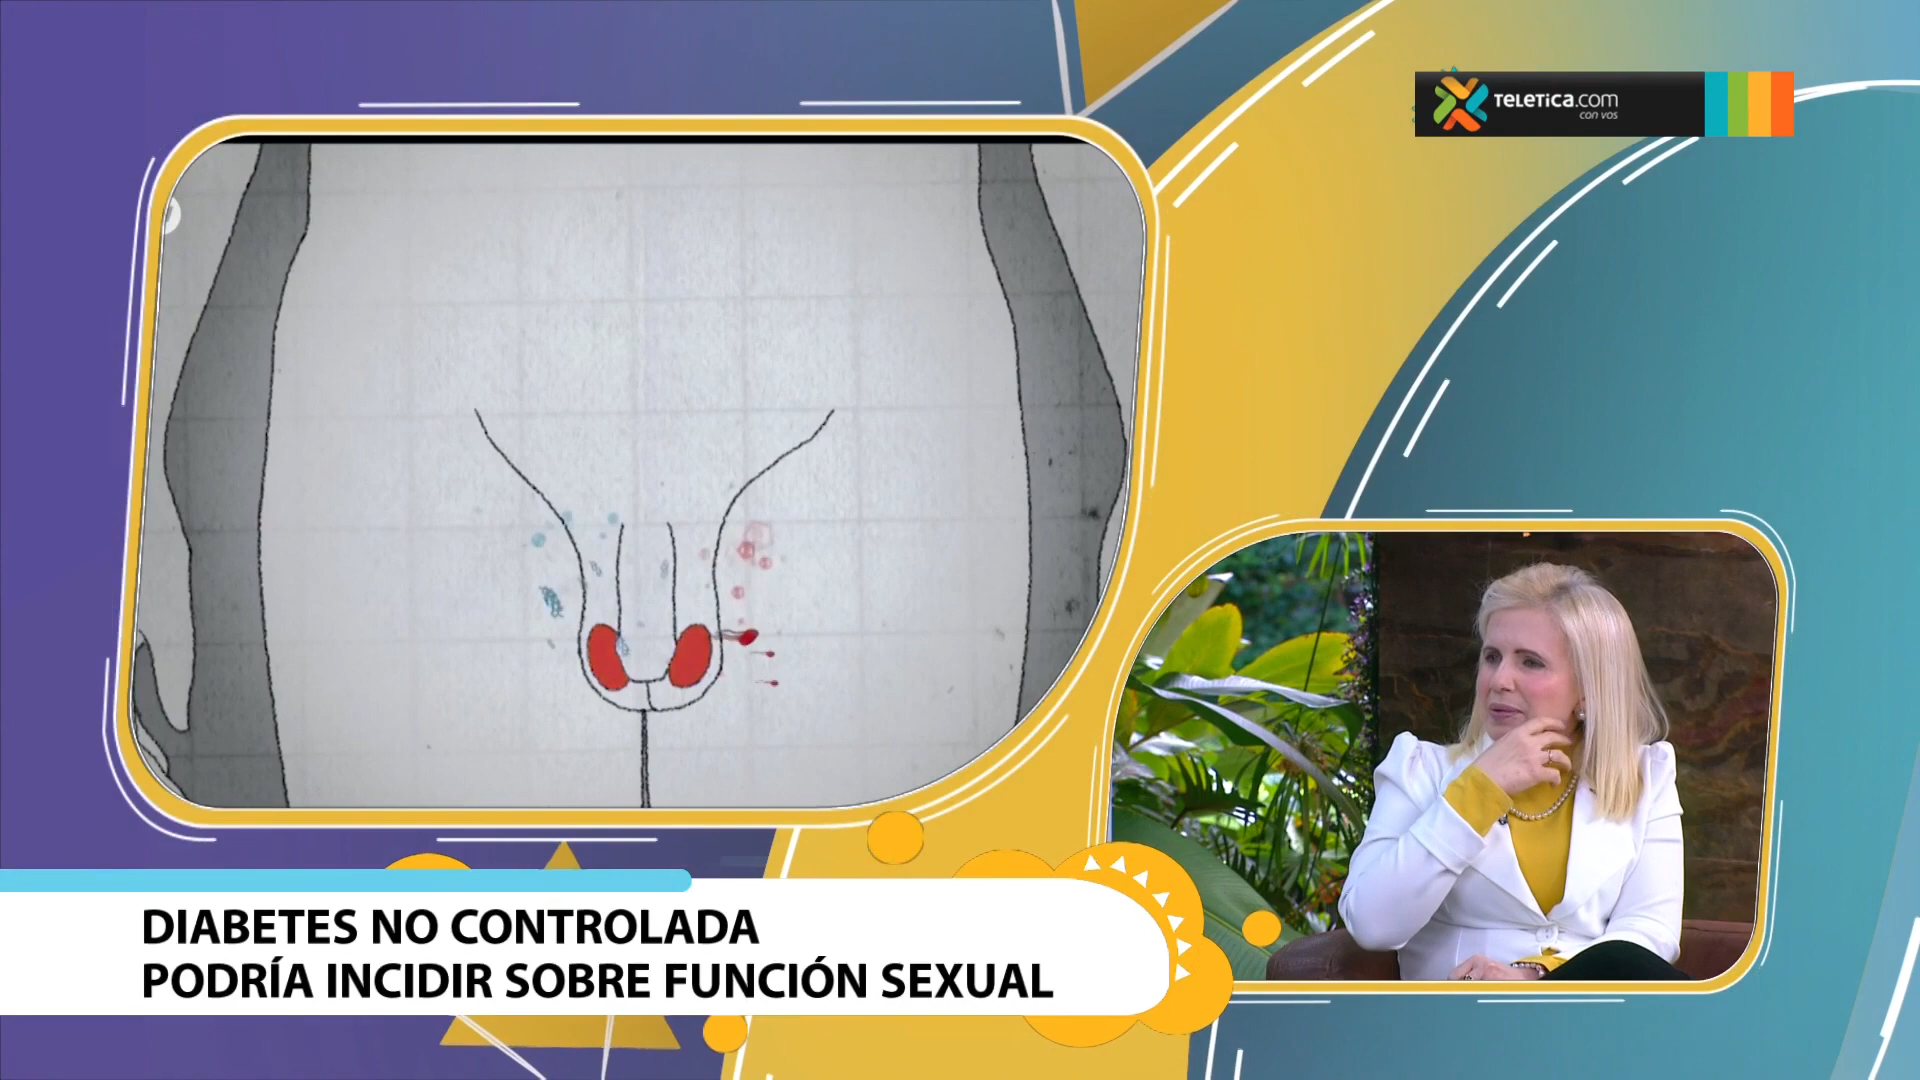 TELETICA.COM
con vos
DIABETES NO CONTROLADA
PODRÍA INCIDIR SOBRE FUNCIÓN SEXUAL